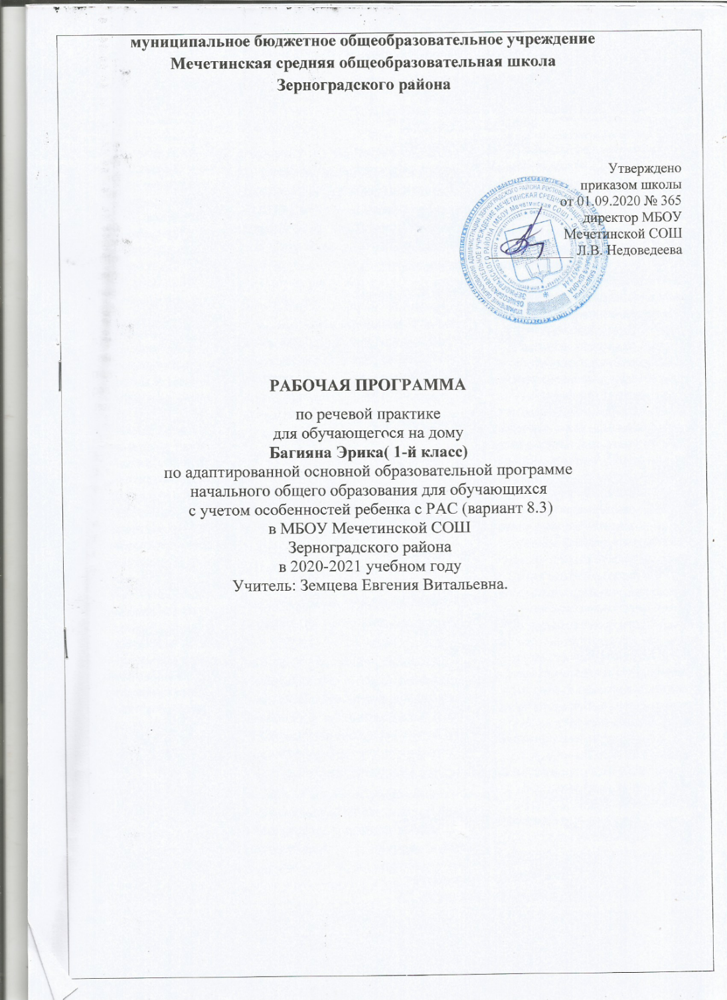 муниципальное бюджетное общеобразовательное учреждение
Мечетинская средняя общеобразовательная школа
Зерноградского района
Утверждено
приказом школы
от 01.09.2020 № 365
директор МБОУ
Мечетинской СОШ
Л.В. Недоведеева
РАБОЧАЯ ПРОГРАММА
по речевой практике
для обучающегося на дому
Багияна Эрика( 1-й класс)
по адаптированной основной образовательной программе
начального общего образования для обучающихся
с учетом особенностей ребенка с РАС (вариант 8.3)
в МБОУ Мечетинской СОШ
Зерноградского района
в 2020-2021 учебном году
Учитель: Земцева Евгения Витальевна.